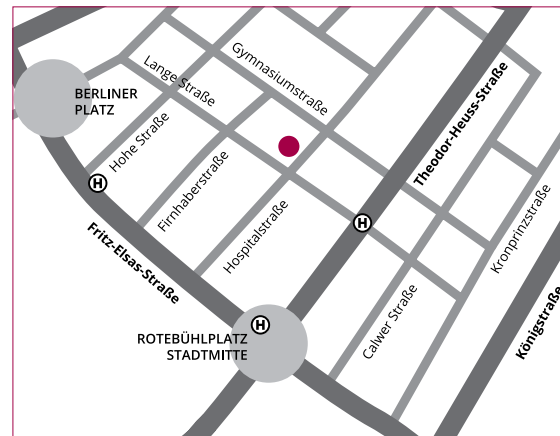 Gymnasiumstraße
Lange Straße
BERLINER
PLATZ
Theodor-Heuss-Straße
Hohe Straße
Firnhaberstraße
H
Hospitalstraße
H
Kronprinzstraße
Fritz-Elsas-Straße
Königstraße
Calwer Straße
H
ROTEBÜHLPLATZ
STADTMITTE